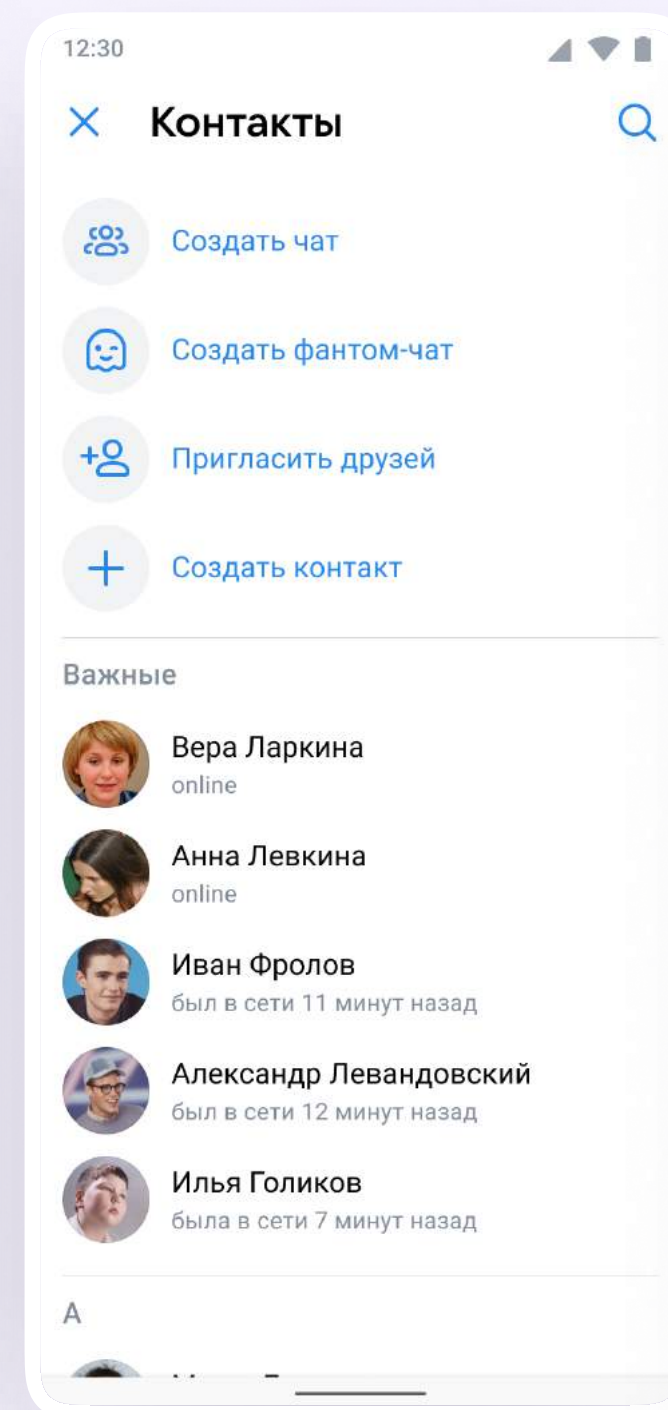 12:30
Контакты
Создать чат
Создать фантом-чат
Пригласить друзей
Создать контакт
Важные
Вера Ларкина
online
Анна Левкина
online
Иван Фролов
был в сети 11 минут назад
Александр Левандовский
был в сети 12 минут назад
Илья Голиков
была в сети 7 минут назад
А